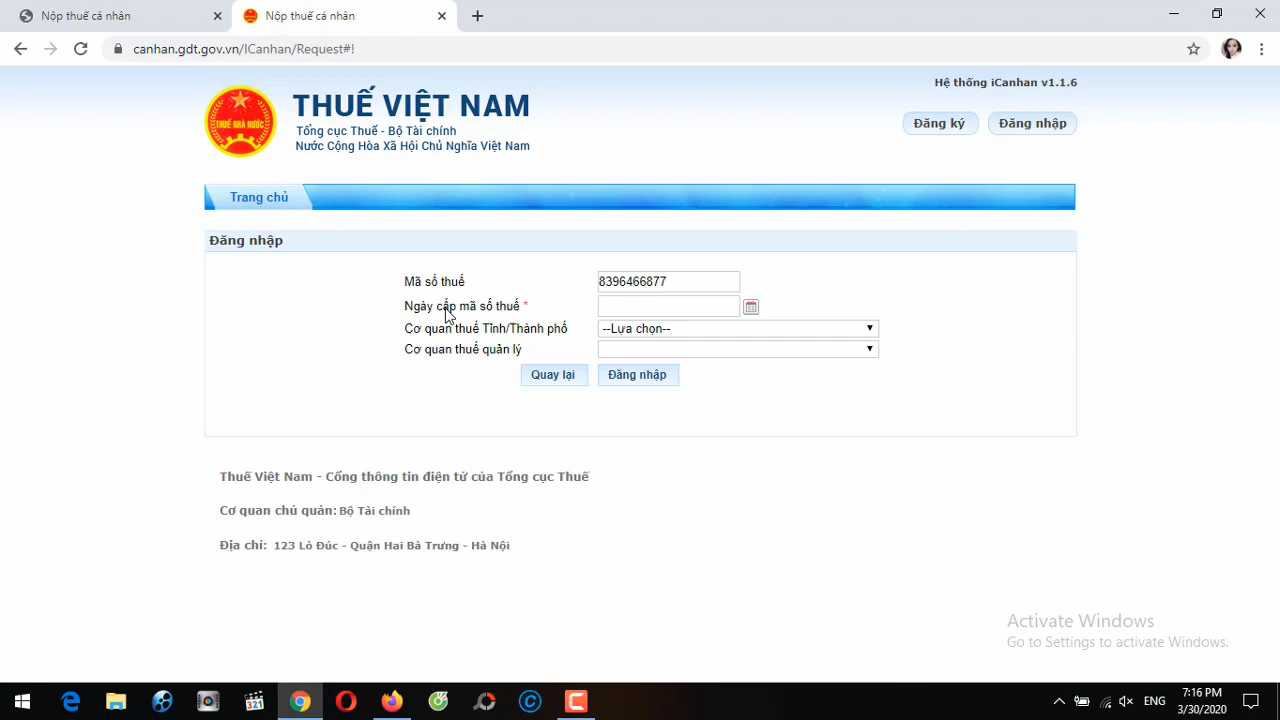 Nộp thuế cá nhân
Nộp thuế cá nhân
canhan.gdt.gov.vn/ICanhan/Request#!
Hệ thống iCanhan v1.1.6
THUẾ NHÀ NƯỚC
THUẾ VIỆT NAM
Tổng cục Thuế - Bộ Tài chính
Nước Cộng Hòa Xã Hội Chủ Nghĩa Việt Nam
Đăng ký
Đăng nhập
Trang chủ
Đăng nhập
Mã số thuế 8396466877
Ngày cấp mã số thuế *
Cơ quan thuế Tỉnh/Thành phố --Lựa chọn--
Cơ quan thuế quản lý
Quay lại Đăng nhập
Thuế Việt Nam - Cổng thông tin điện tử của Tổng cục Thuế
Cơ quan chủ quản: Bộ Tài chính
Địa chỉ: 123 Lò Đúc - Quận Hai Bà Trưng - Hà Nội
Activate Windows
Go to Settings to activate Windows.
321
ENG
7:16 PM
3/30/2020